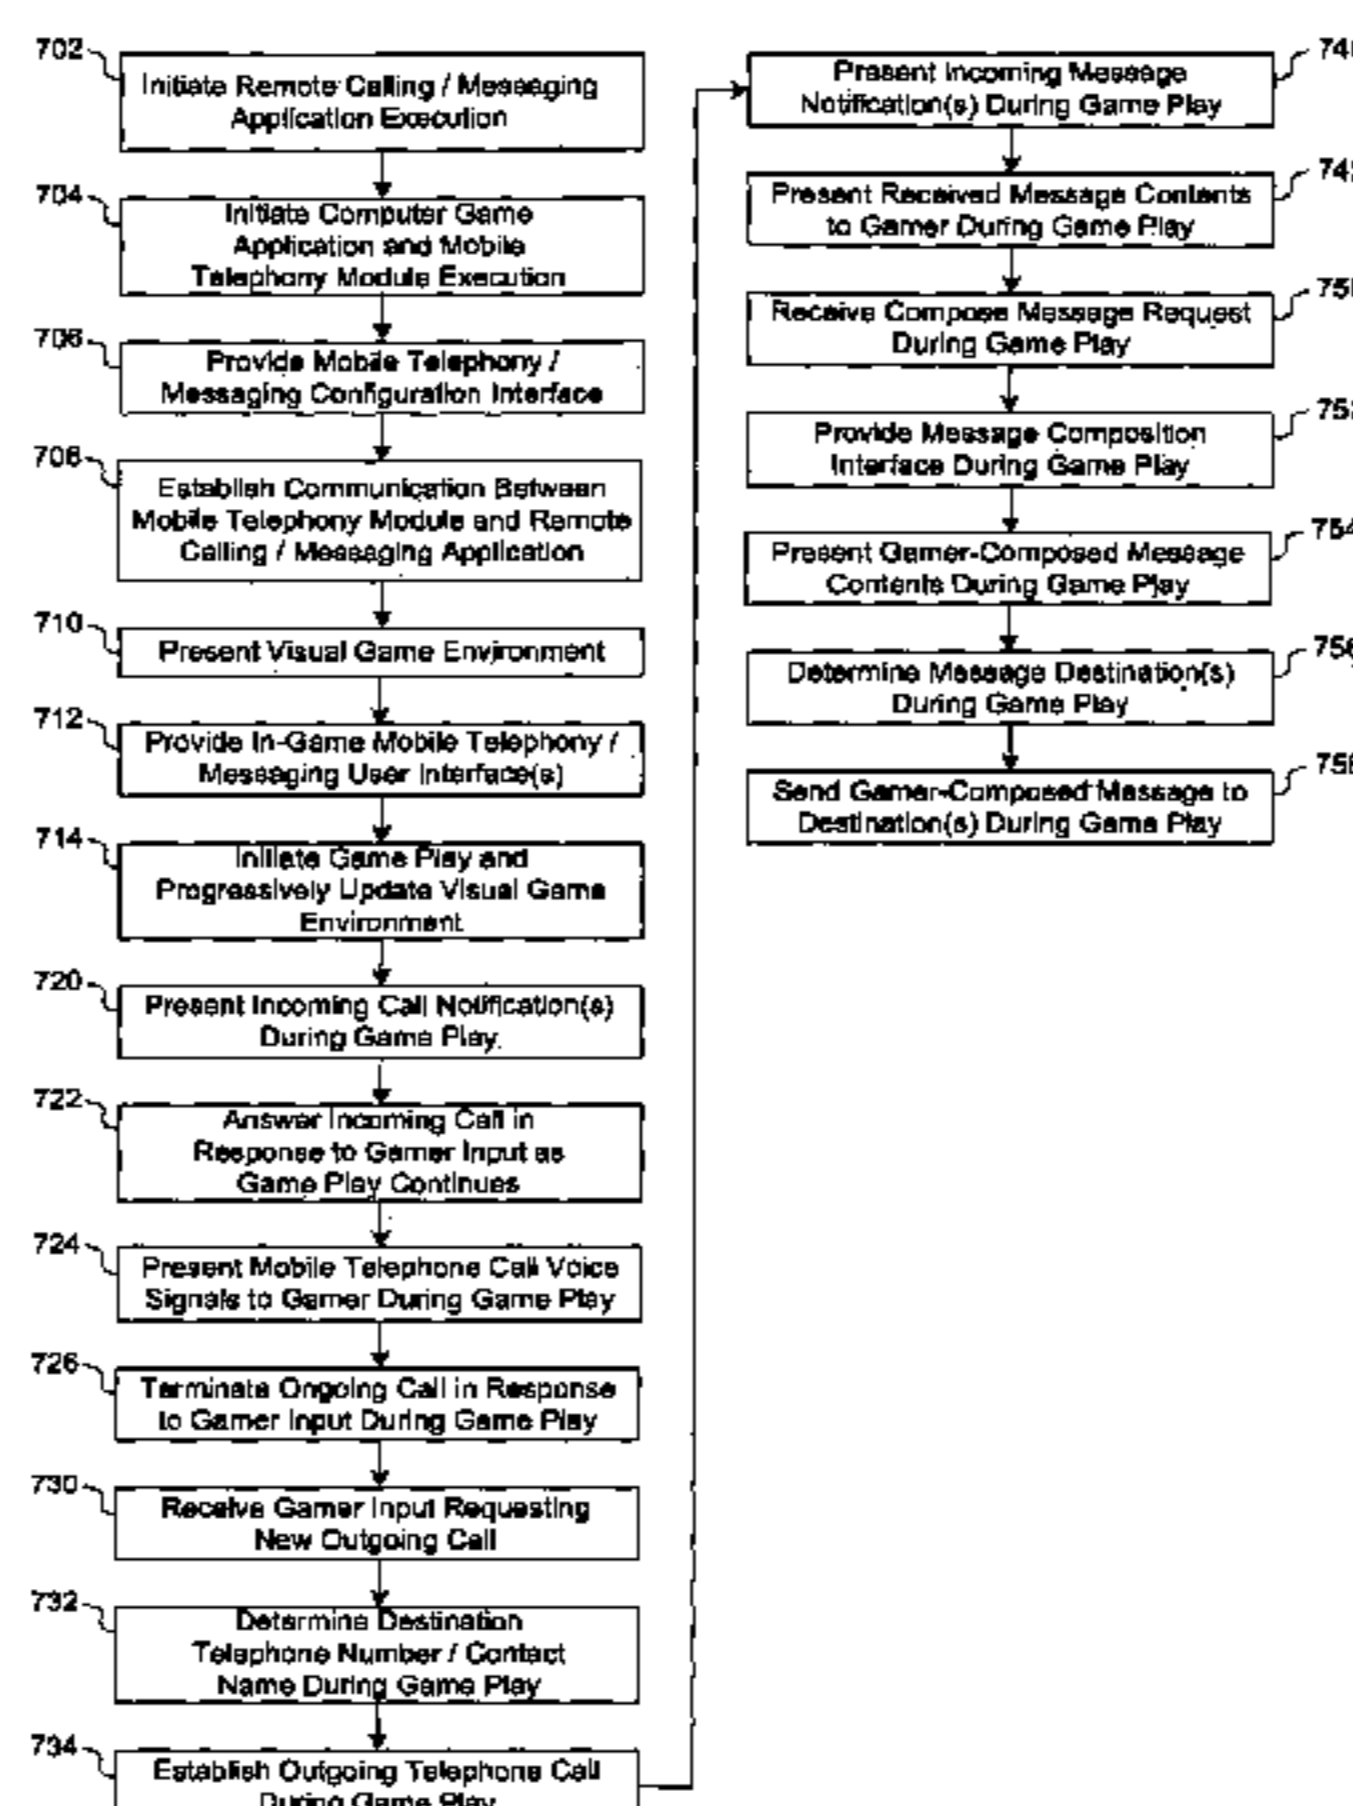 702
Initiate Remote Calling / Messaging
Application Execution
704
Initiate Computer Game
Application and Mobile
Telephony Module Execution
706
Provide Mobile Telephony /
Messaging Configuration Interface
708
Establish Communication Between
Mobile Telephony Module and Remote
Calling / Messaging Application
710
Present Visual Game Environment
712
Provide In-Game Mobile Telephony /
Messaging User Interface(s)
714
Initiate Game Play and
Progressively Update Visual Game
Environment
720
Present Incoming Call Notification(s)
During Game Play
722
Answer Incoming Call in
Response to Gamer Input as
Game Play Continues
724
Present Mobile Telephone Call Voice
Signals to Gamer During Game Play
726
Terminate Ongoing Call in Response
to Gamer Input During Game Play
730
Receive Gamer Input Requesting
New Outgoing Call
732
Determine Destination
Telephone Number / Contact
Name During Game Play
734
Establish Outgoing Telephone Call
During Game Play
Present Incoming Message
Notification(s) During Game Play
Present Received Message Contents
to Gamer During Game Play
Receive Compose Message Request
During Game Play
Provide Message Composition
Interface During Game Play
754
Present Gamer-Composed Message
Contents During Game Play
756
Determine Message Destination(s)
During Game Play
758
Send Gamer-Composed Message to
Destination(s) During Game Play